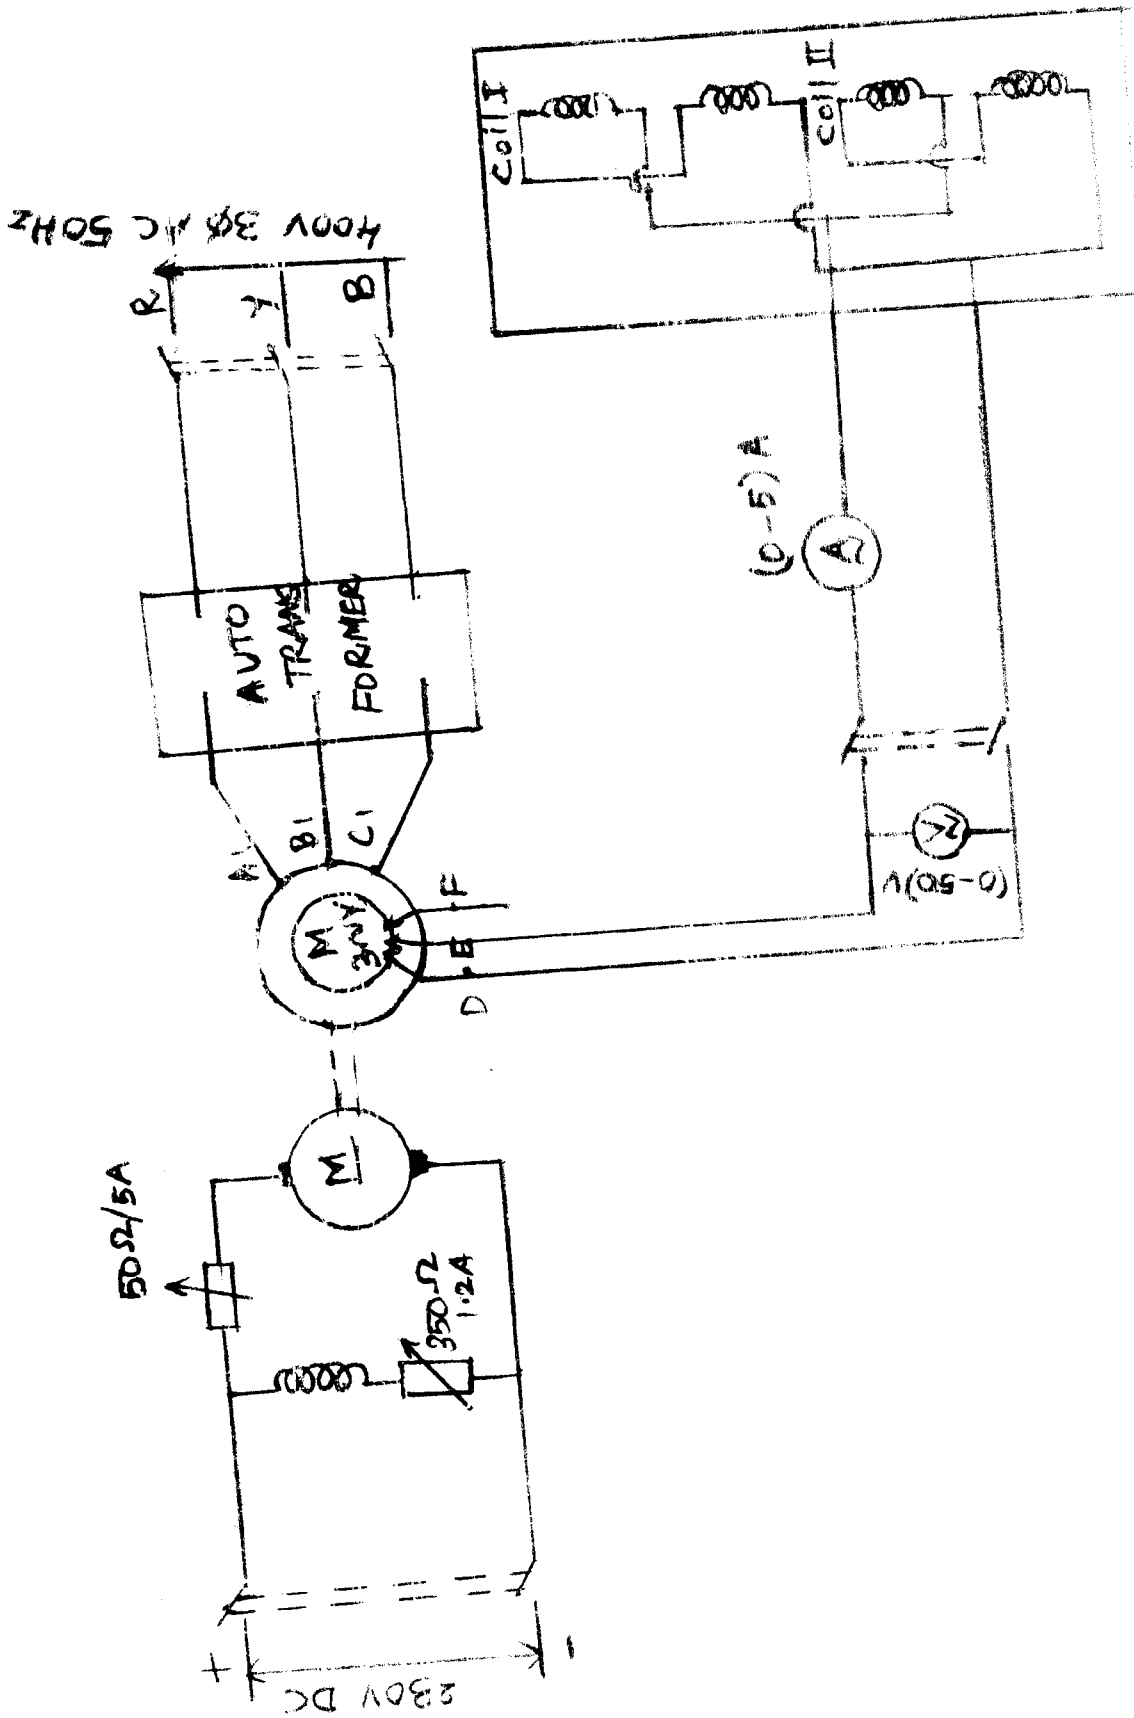 400V 3φ AC 50Hz
R
Y
B
AUTO
TRANS
FORMER
A1
B1
C1
M
3~Y
F
E
D
M
50Ω/5A
350Ω
1.2A
+
-
230V DC
Coil I
Coil II
(0-5)A
A
V
(0-50)V